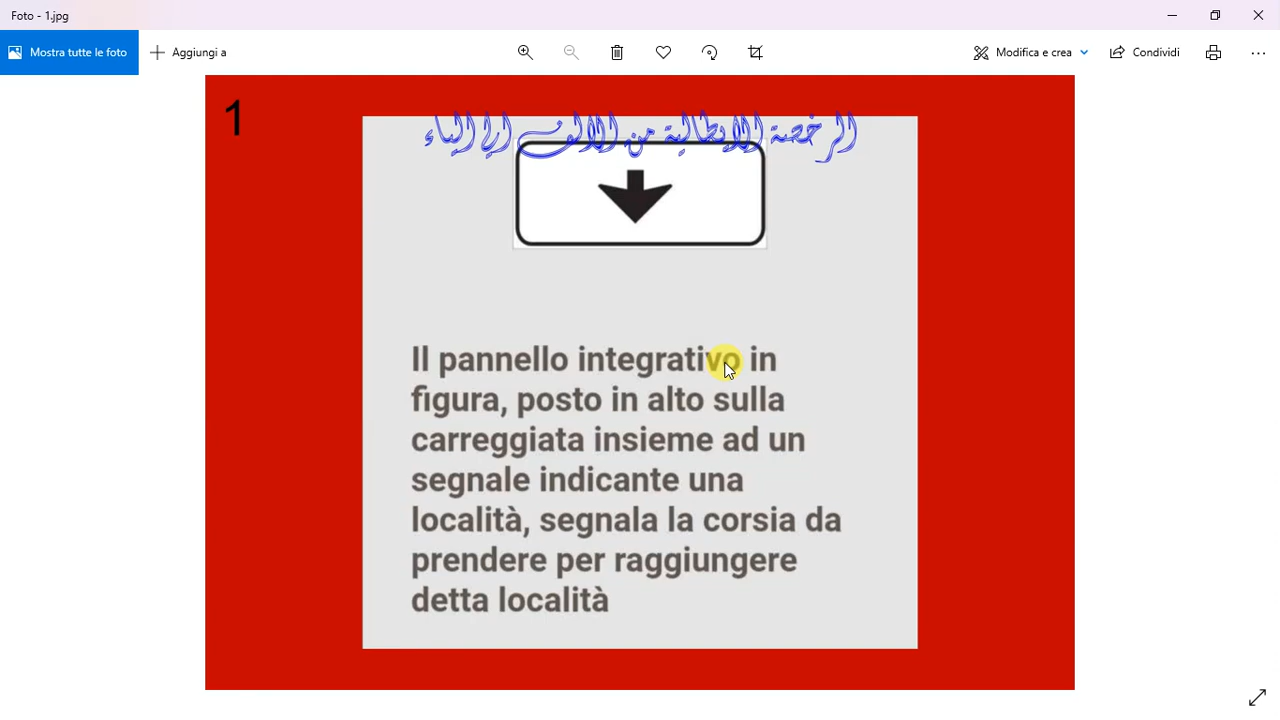 Foto - 1.jpg
Mostra tutte le foto
Aggiungi a
Modifica e crea
Condividi
1
الرخصة الإيطالية من الالف الى الياء
Il pannello integrativo in
figura, posto in alto sulla
carreggiata insieme ad un
segnale indicante una
località, segnala la corsia da
prendere per raggiungere
detta località